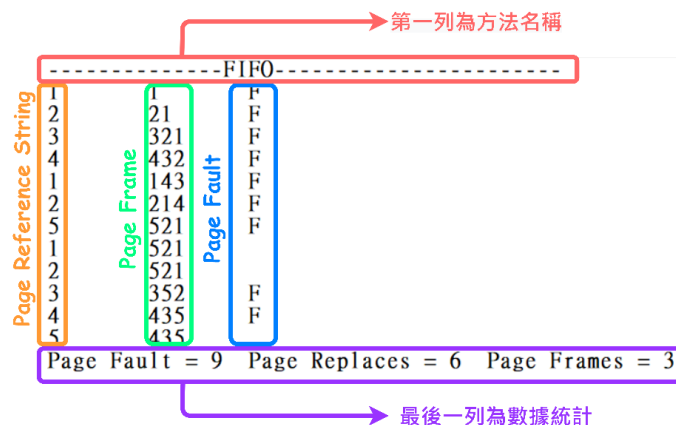 第一列為方法名稱
--------------FIFO-----------------------
Page Reference String
Page Frame
Page Fault
1 1 F
2 21 F
3 321 F
4 432 F
1 143 F
2 214 F
5 521 F
1 521
2 521
3 352 F
4 435 F
5 435
Page Fault = 9 Page Replaces = 6 Page Frames = 3
最後一列為數據統計